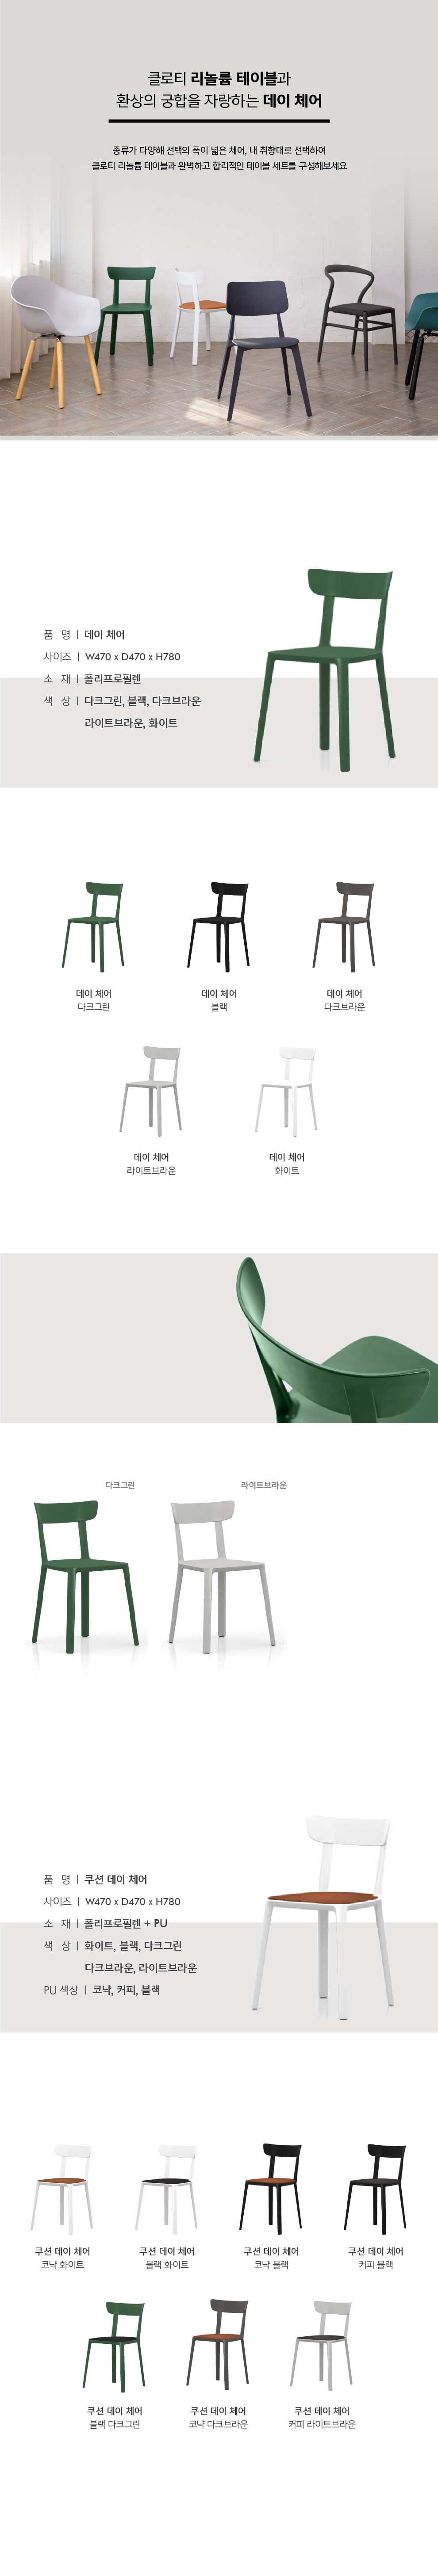 클로티 리놀륨 테이블과
환상의 궁합을 자랑하는 데이 체어
종류가 다양해 선택의 폭이 넓은 체어, 내 취향대로 선택하여
클로티 리놀륨 테이블과 완벽하고 합리적인 테이블 세트를 구성해보세요
품 명 | 데이 체어
사이즈 | W470 x D470 x H780
소 재 | 폴리프로필렌
색 상 | 다크그린, 블랙, 다크브라운
라이트브라운, 화이트
데이 체어 데이 체어 데이 체어
다크그린 블랙 다크브라운
데이 체어 데이 체어
라이트브라운 화이트
다크그린 라이트브라운
품 명 | 쿠션 데이 체어
사이즈 | W470 x D470 x H780
소 재 | 폴리프로필렌 + PU
색 상 | 화이트, 블랙, 다크그린
다크브라운, 라이트브라운
PU 색상 | 코냑, 커피, 블랙
쿠션 데이 체어 쿠션 데이 체어 쿠션 데이 체어 쿠션 데이 체어
코냑 화이트 블랙 화이트 코냑 블랙 커피 블랙
쿠션 데이 체어 쿠션 데이 체어 쿠션 데이 체어
블랙 다크그린 코냑 다크브라운 커피 라이트브라운